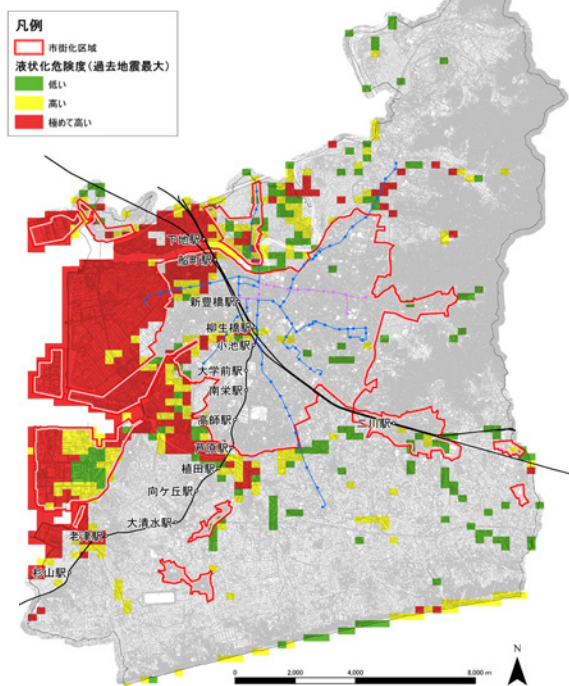 凡例
市街化区域
液状化危険度(過去地震最大)
低い
高い
極めて高い
下地駅
船町駅
新豊橋駅
柳生橋駅
小池駅
大学前駅
南栄駅
高師駅
芦原駅
植田駅
向ケ丘駅
大清水駅
老津駅
杉山駅
二川駅
N
0 2,000 4,000 8,000 m